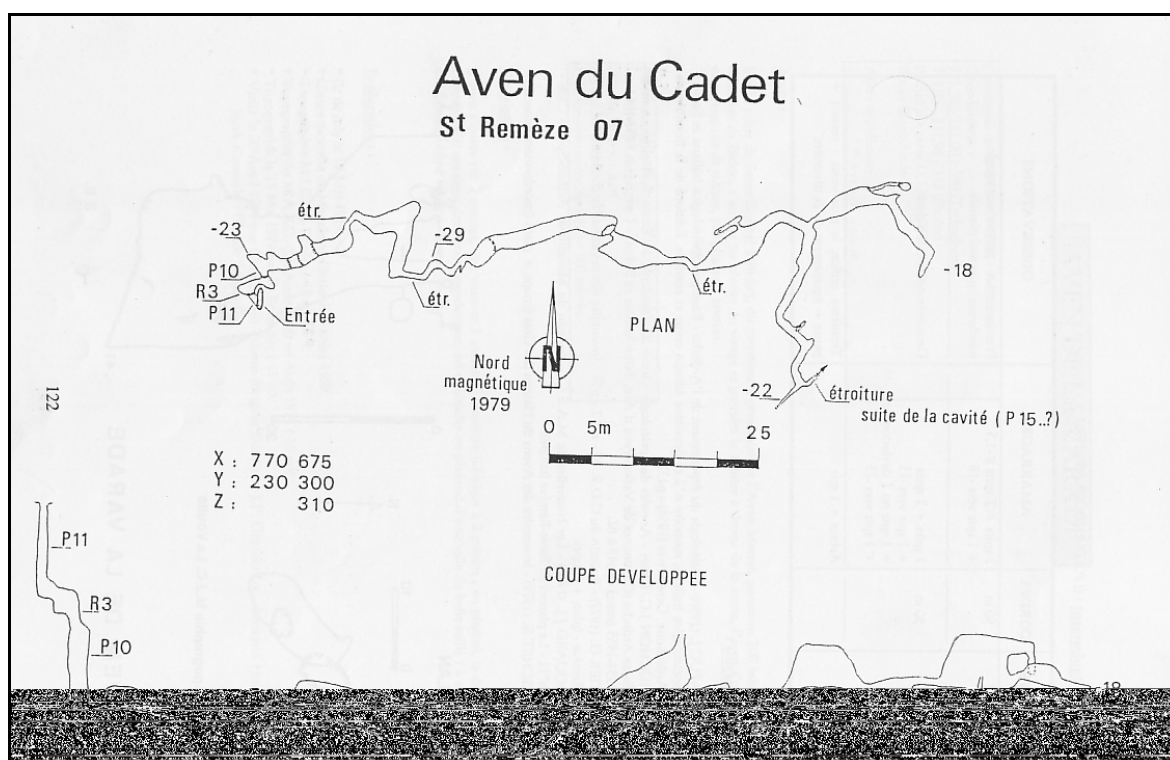 Aven du Cadet
St Remèze 07
étr.
-23
-29
P10
R3
P11
Entrée
étr.
étr.
-18
PLAN
N
Nord
magnétique
1979
-22
étroiture
suite de la cavité ( P 15..?)
0 5m 25
122
X : 770 675
Y : 230 300
Z : 310
P11
R3
P10
COUPE DEVELOPPEE